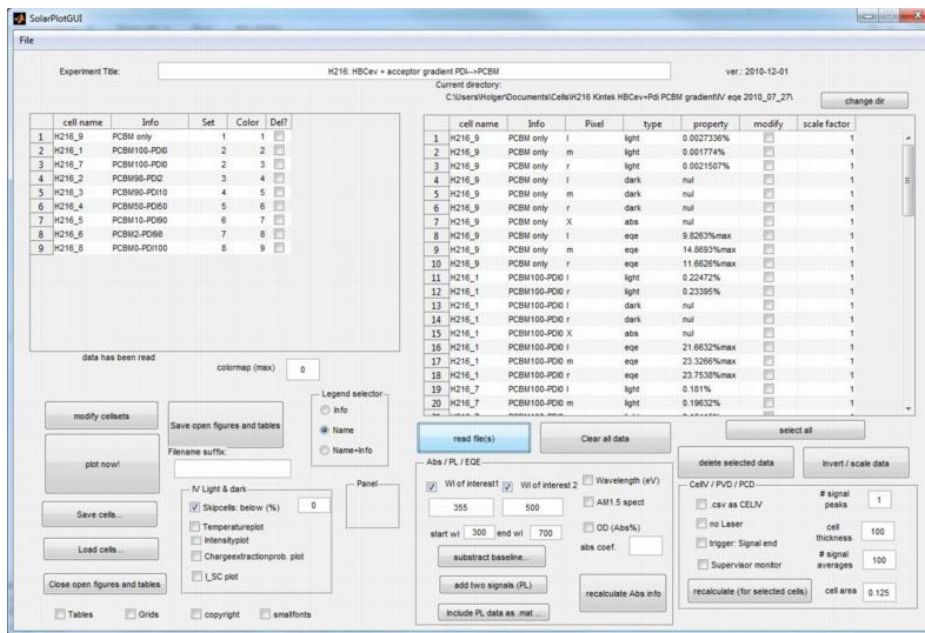 SolarPlotGUI
File
Experiment Title: H216: HBCev + acceptor gradient PDI-->PCBM ver.: 2010-12-01
Current directory:
C:\Users\Holger\Documents\Cells\H216 Kintek HBCev+Pdi PCBM gradient\IV eqe 2010_07_27\ change dir
cell name Info Set Color Del?
1 H216_9 PCBM only 1 1
2 H216_1 PCBM100-PDI0 2 2
3 H216_7 PCBM100-PDI0 2 3
4 H216_2 PCBM98-PDI2 3 4
5 H216_3 PCBM90-PDI10 4 5
6 H216_4 PCBM50-PDI50 5 6
7 H216_5 PCBM10-PDI90 6 7
8 H216_6 PCBM2-PDI98 7 8
9 H216_8 PCBM0-PDI100 8 9
cell name Info Pixel type property modify scale factor
1 H216_9 PCBM only l light 0.0027336% 1
2 H216_9 PCBM only m light 0.001774% 1
3 H216_9 PCBM only r light 0.0021507% 1
4 H216_9 PCBM only l dark nul 1
5 H216_9 PCBM only m dark nul 1
6 H216_9 PCBM only r dark nul 1
7 H216_9 PCBM only X abs nul 1
8 H216_9 PCBM only l eqe 9.8263%max 1
9 H216_9 PCBM only m eqe 14.8693%max 1
10 H216_9 PCBM only r eqe 11.6626%max 1
11 H216_1 PCBM100-PDI0 l light 0.22472% 1
12 H216_1 PCBM100-PDI0 r light 0.23395% 1
13 H216_1 PCBM100-PDI0 l dark nul 1
14 H216_1 PCBM100-PDI0 r dark nul 1
15 H216_1 PCBM100-PDI0 X abs nul 1
16 H216_1 PCBM100-PDI0 l eqe 21.6632%max 1
17 H216_1 PCBM100-PDI0 m eqe 23.3266%max 1
18 H216_1 PCBM100-PDI0 r eqe 23.7538%max 1
19 H216_7 PCBM100-PDI0 l light 0.181% 1
20 H216_7 PCBM100-PDI0 m light 0.19632% 1
data has been read
colormap (max) 0
modify cellsets
Save open figures and tables
Legend selector
Info
Name
Name+Info
plot now!
Filename suffix:
Save cells...
Load cells...
Close open figures and tables
IV Light & dark
Skipcells: below (%) 0
Temperatureplot
Intensityplot
Chargeextractionprob. plot
I_SC plot
Panel
Tables Grids copyright smallfonts
read file(s) Clear all data select all
delete selected data Invert / scale data
Abs / PL / EQE
Wl of interest1 Wl of interest 2 Wavelength (eV)
355 500 AM1.5 spect
start wl 300 end wl 700 OD (Abs%)
abs coef.
substract baseline...
add two signals (PL)
include PL data as .mat ...
recalculate Abs info
CelIV / PVD / PCD
.csv as CELIV # signal peaks 1
no Laser cell thickness 100
trigger: Signal end # signal averages 100
Supervisor monitor
recalculate (for selected cells) cell area 0.125